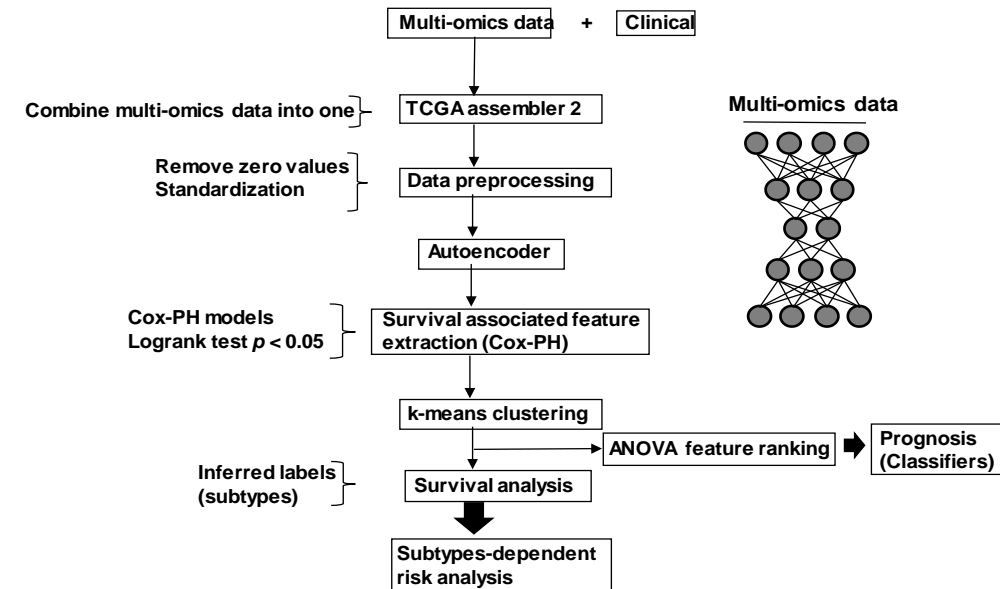 Multi-omics data + Clinical
Combine multi-omics data into one
TCGA assembler 2
Multi-omics data
Remove zero values
Standardization
Data preprocessing
Autoencoder
Cox-PH models
Logrank test p < 0.05
Survival associated feature
extraction (Cox-PH)
k-means clustering
ANOVA feature ranking
Prognosis
(Classifiers)
Inferred labels
(subtypes)
Survival analysis
Subtypes-dependent
risk analysis